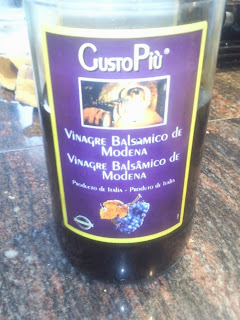 GustoPiù®
Vinagre Balsamico de
Modena
Vinagre Balsâmico de
Modena
Producto de Italia - Produto de Itália